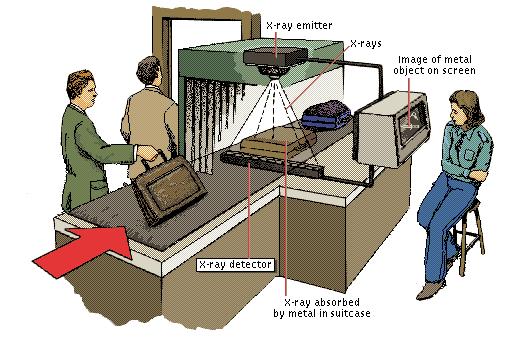 X-ray emitter
X-rays
Image of metal
object on screen
X-ray detector
X-ray absorbed
by metal in suitcase